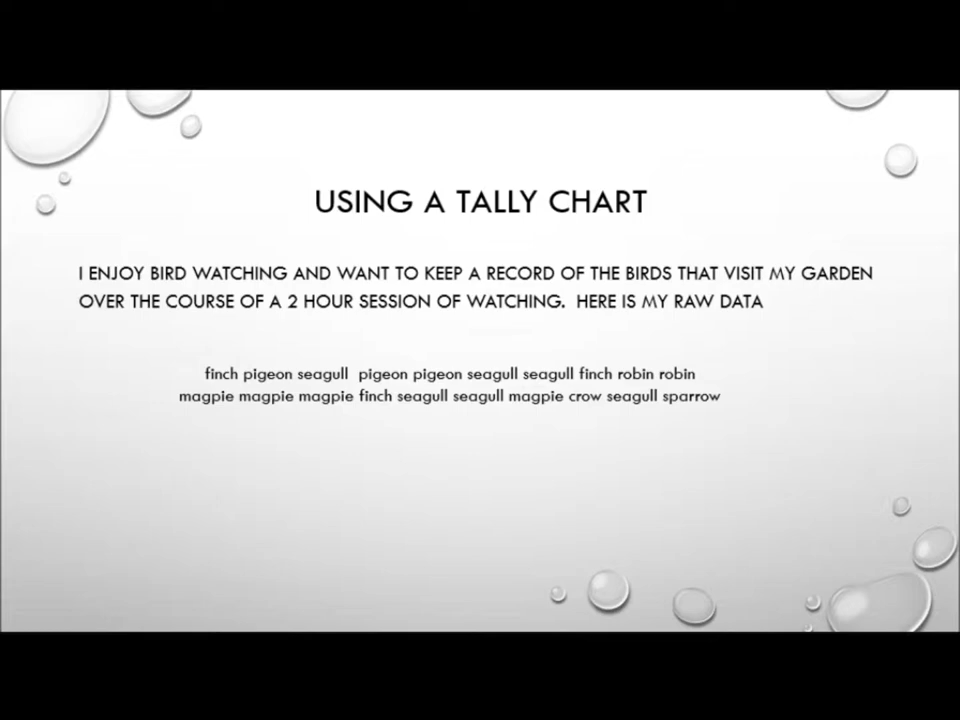 USING A TALLY CHART
I ENJOY BIRD WATCHING AND WANT TO KEEP A RECORD OF THE BIRDS THAT VISIT MY GARDEN
OVER THE COURSE OF A 2 HOUR SESSION OF WATCHING.  HERE IS MY RAW DATA
finch pigeon seagull  pigeon pigeon seagull seagull finch robin robin
magpie magpie magpie finch seagull seagull magpie crow seagull sparrow